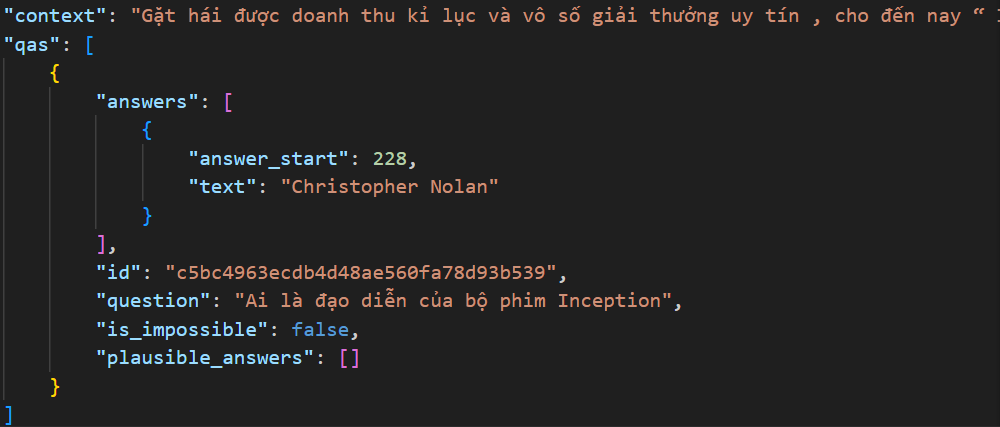 "context": "Gặt hái được doanh thu kỉ lục và vô số giải thưởng uy tín , cho đến nay “
"qas": [
{
"answers": [
{
"answer_start": 228,
"text": "Christopher Nolan"
}
],
"id": "c5bc4963ecdb4d48ae560fa78d93b539",
"question": "Ai là đạo diễn của bộ phim Inception",
"is_impossible": false,
"plausible_answers": []
}
]